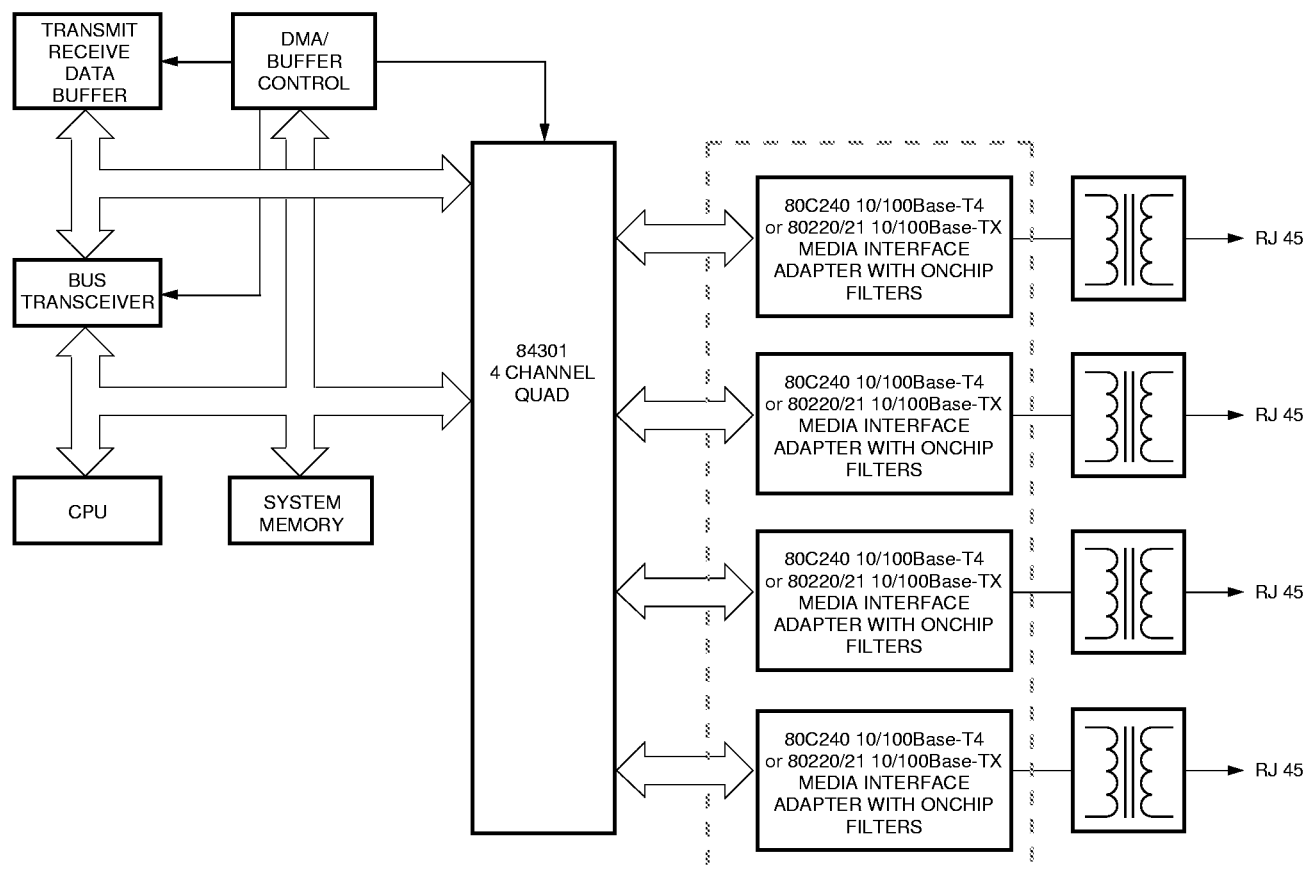 TRANSMIT
RECEIVE
DATA
BUFFER
DMA/
BUFFER
CONTROL
BUS
TRANSCEIVER
CPU
SYSTEM
MEMORY
84301
4 CHANNEL
QUAD
80C240 10/100Base-T4
or 80220/21 10/100Base-TX
MEDIA INTERFACE
ADAPTER WITH ONCHIP
FILTERS
RJ 45
80C240 10/100Base-T4
or 80220/21 10/100Base-TX
MEDIA INTERFACE
ADAPTER WITH ONCHIP
FILTERS
RJ 45
80C240 10/100Base-T4
or 80220/21 10/100Base-TX
MEDIA INTERFACE
ADAPTER WITH ONCHIP
FILTERS
RJ 45
80C240 10/100Base-T4
or 80220/21 10/100Base-TX
MEDIA INTERFACE
ADAPTER WITH ONCHIP
FILTERS
RJ 45